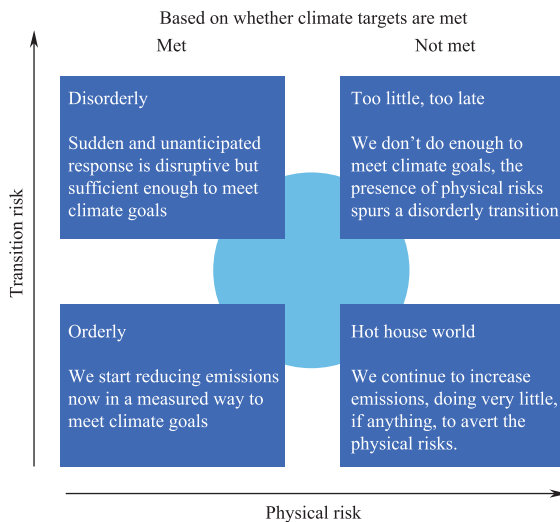 Based on whether climate targets are met
Met
Not met
Transition risk
Disorderly
Sudden and unanticipated
response is disruptive but
sufficient enough to meet
climate goals
Too little, too late
We don’t do enough to
meet climate goals, the
presence of physical risks
spurs a disorderly transition
Orderly
We start reducing emissions
now in a measured way to
meet climate goals
Hot house world
We continue to increase
emissions, doing very little,
if anything, to avert the
physical risks.
Physical risk